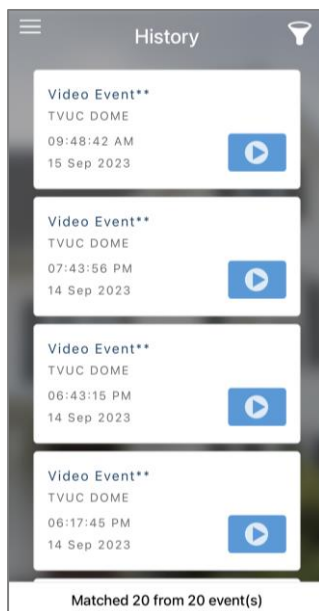 History
Video Event**
TVUC DOME
09:48:42 AM
15 Sep 2023
Video Event**
TVUC DOME
07:43:56 PM
14 Sep 2023
Video Event**
TVUC DOME
06:43:15 PM
14 Sep 2023
Video Event**
TVUC DOME
06:17:45 PM
14 Sep 2023
Matched 20 from 20 event(s)